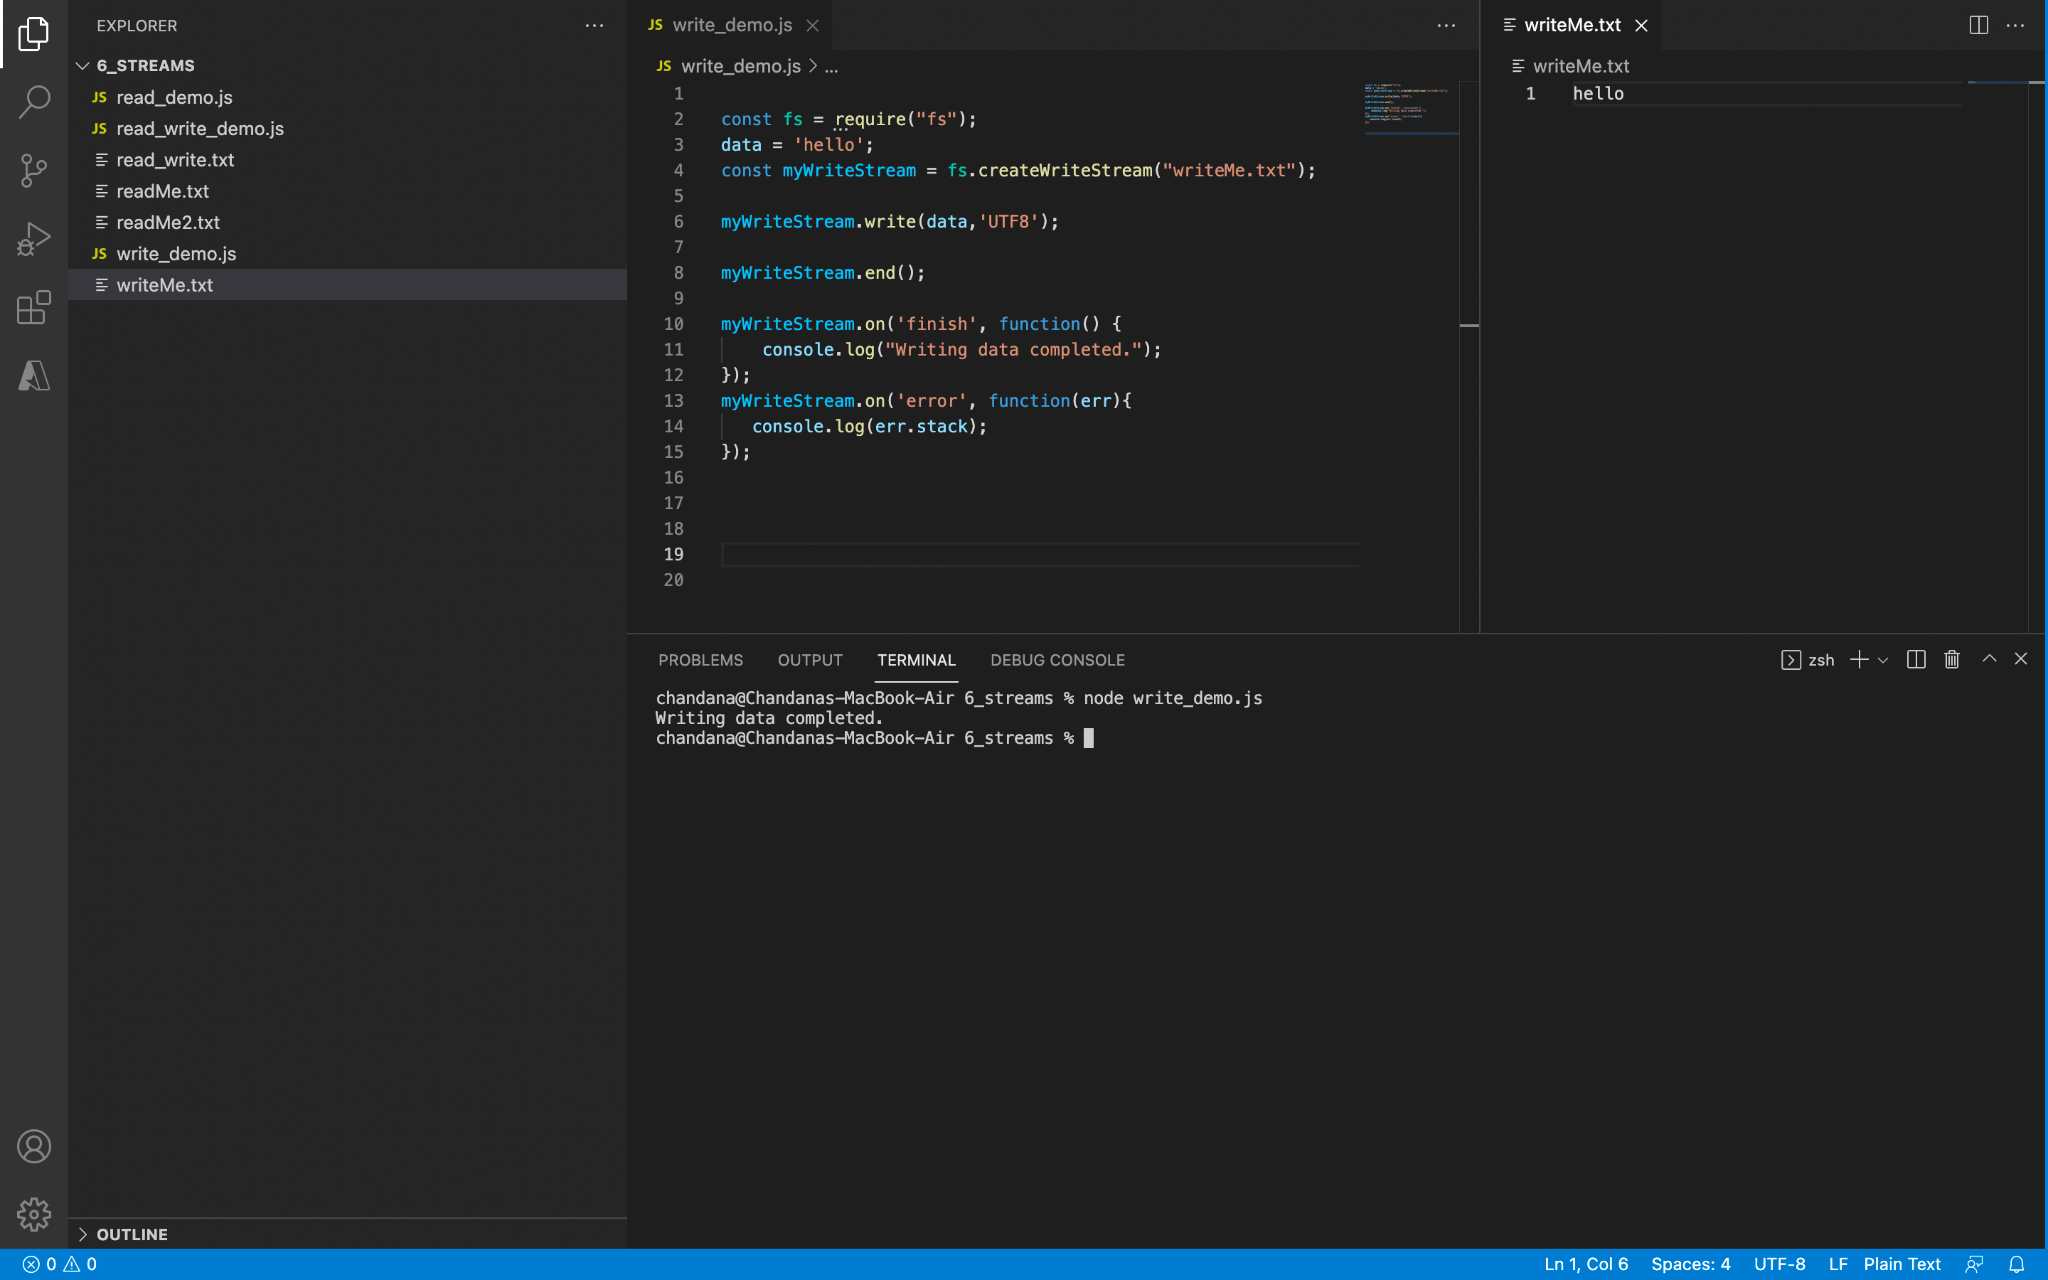 EXPLORER
6_STREAMS
JS read_demo.js
JS read_write_demo.js
read_write.txt
readMe.txt
readMe2.txt
JS write_demo.js
writeMe.txt
OUTLINE
JS write_demo.js
JS write_demo.js > ...
1
2 const fs = require("fs");
3 data = 'hello';
4 const myWriteStream = fs.createWriteStream("writeMe.txt");
5
6 myWriteStream.write(data,'UTF8');
7
8 myWriteStream.end();
9
10 myWriteStream.on('finish', function() {
11 console.log("Writing data completed.");
12 });
13 myWriteStream.on('error', function(err){
14 console.log(err.stack);
15 });
16
17
18
19
20
writeMe.txt
writeMe.txt
1 hello
PROBLEMS OUTPUT TERMINAL DEBUG CONSOLE
zsh
chandana@Chandanas-MacBook-Air 6_streams % node write_demo.js
Writing data completed.
chandana@Chandanas-MacBook-Air 6_streams %
0 0 Ln 1, Col 6 Spaces: 4 UTF-8 LF Plain Text